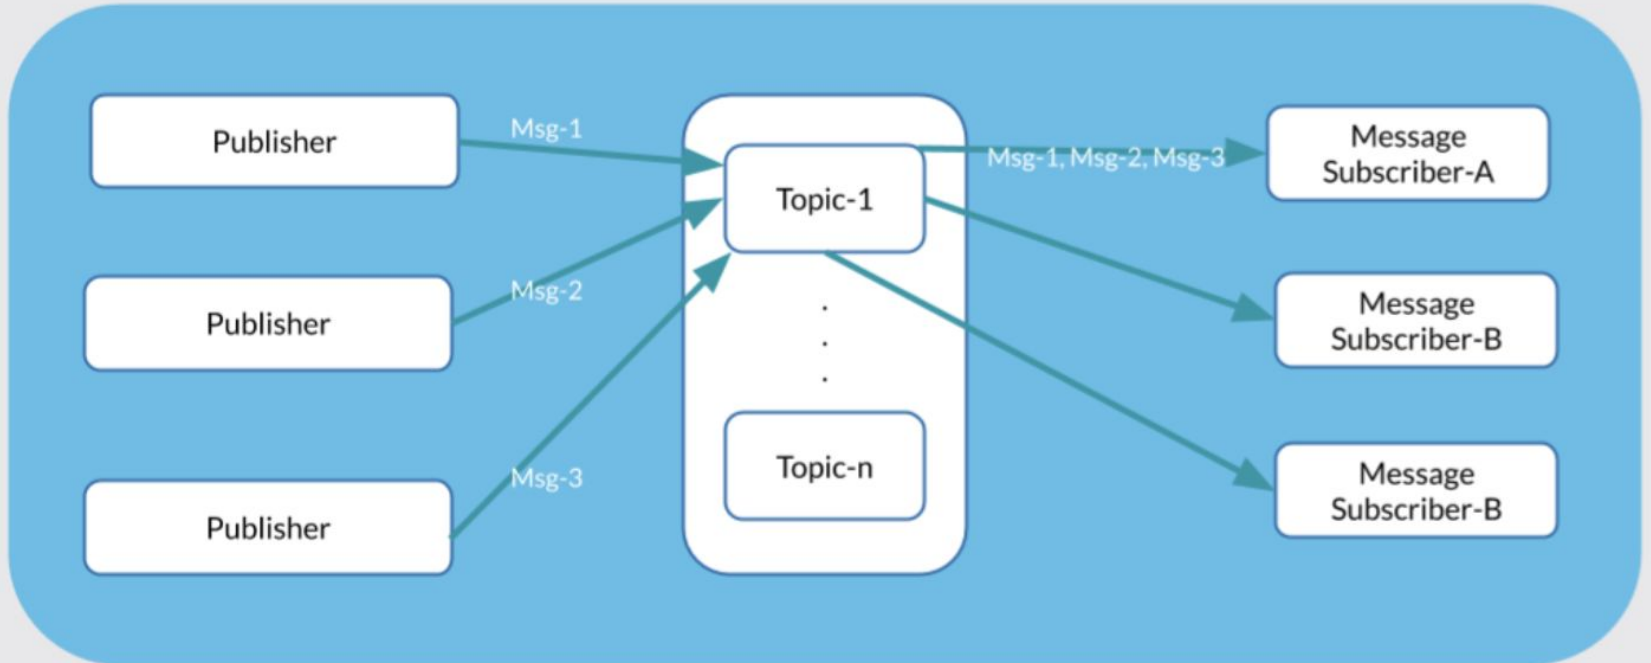 Publisher
Msg-1
Topic-1
Msg-1, Msg-2, Msg-3
Message
Subscriber-A
Publisher
Msg-2
.
.
.
Message
Subscriber-B
Publisher
Msg-3
Topic-n
Message
Subscriber-B